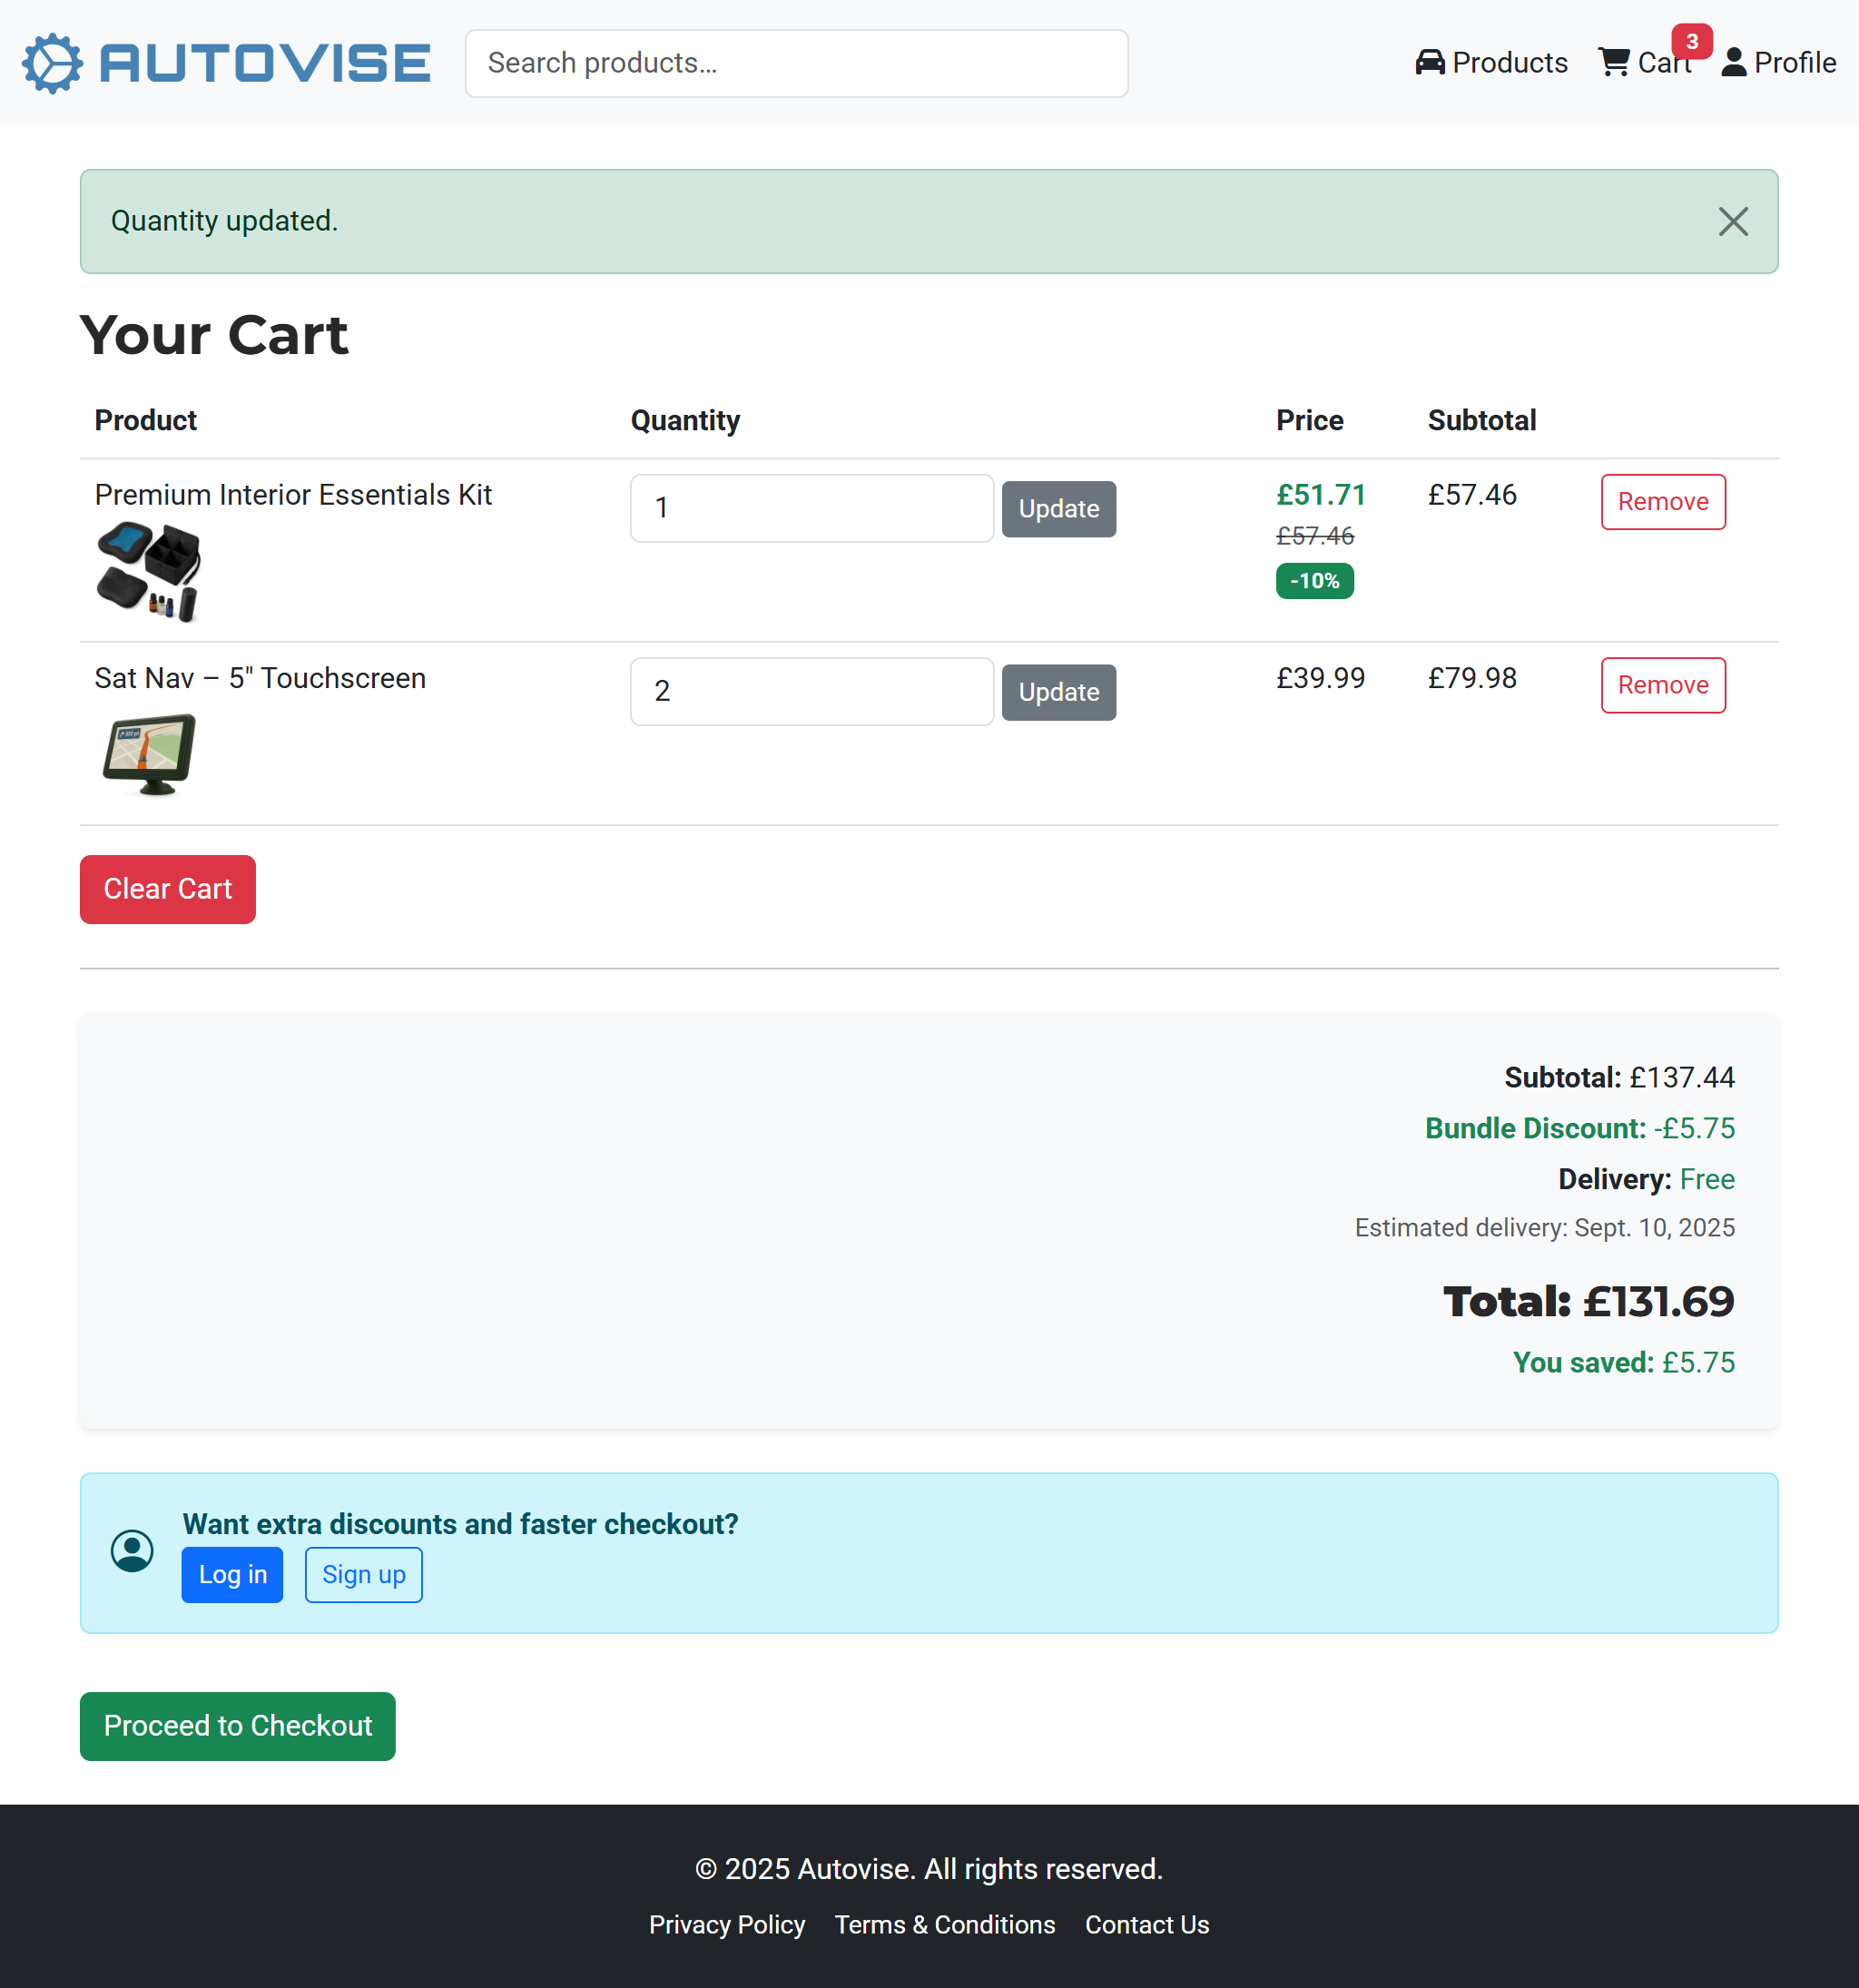 AUTOVISE
Search products...
Products
Cart
3
Profile
Quantity updated.
Your Cart
Product Quantity Price Subtotal
Premium Interior Essentials Kit
1
Update
£51.71
£57.46
-10%
£57.46
Remove
Sat Nav – 5" Touchscreen
2
Update
£39.99
£79.98
Remove
Clear Cart
Subtotal: £137.44
Bundle Discount: -£5.75
Delivery: Free
Estimated delivery: Sept. 10, 2025
Total: £131.69
You saved: £5.75
Want extra discounts and faster checkout?
Log in Sign up
Proceed to Checkout
© 2025 Autovise. All rights reserved.
Privacy Policy Terms & Conditions Contact Us